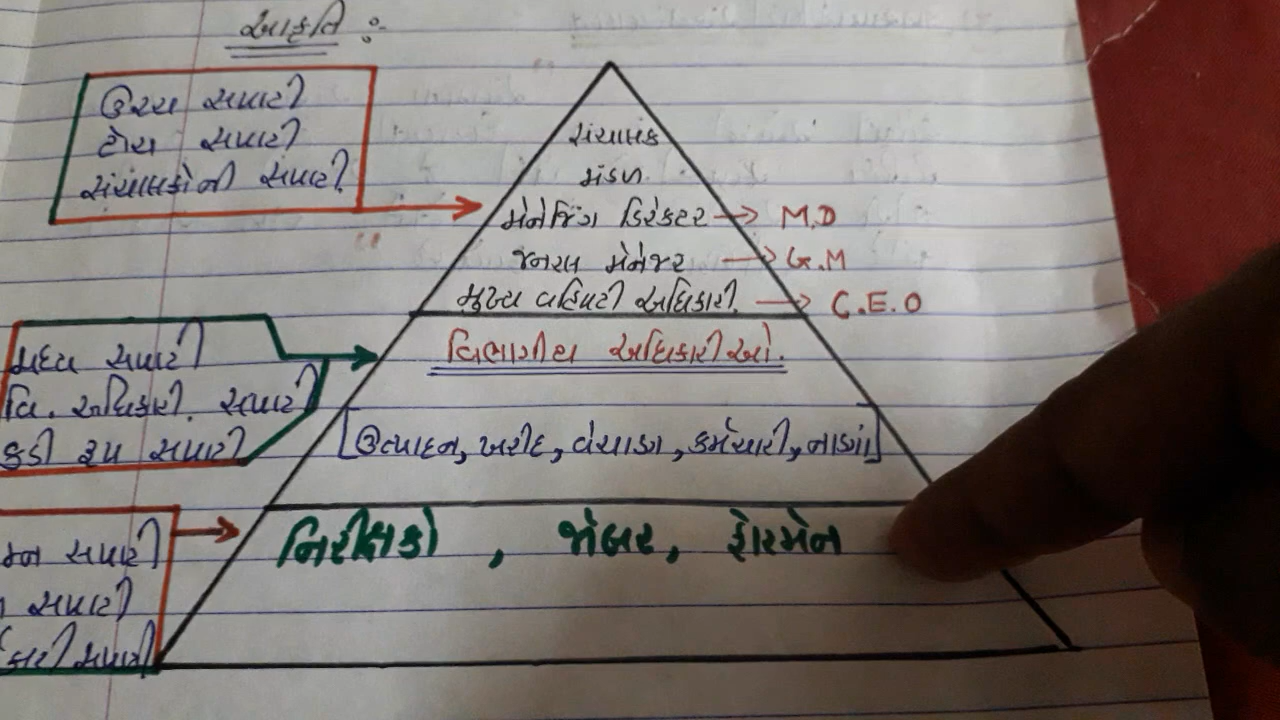 આકૃતિ :-
ઉચ્ચ સપાટી
ટોચ સપાટી
સંચાલકોની સપાટી
સંચાલક
મંડળ
મેનેજિંગ ડિરેક્ટર → M.D
જનરલ મેનેજર → G.M
મુખ્ય વહિવટી અધિકારી. → C.E.O
મધ્ય સપાટી
વિ. અધિકારી. સપાટી
કડી રૂપ સપાટી
વિભાગીય અધિકારીઓ.
[ઉત્પાદન, ખરીદ, વેચાણ, કર્મચારી, નાણાં]
સપાટી
સપાટી
સપાટી
નિરીક્ષકો, જોબર, ફોરમેન